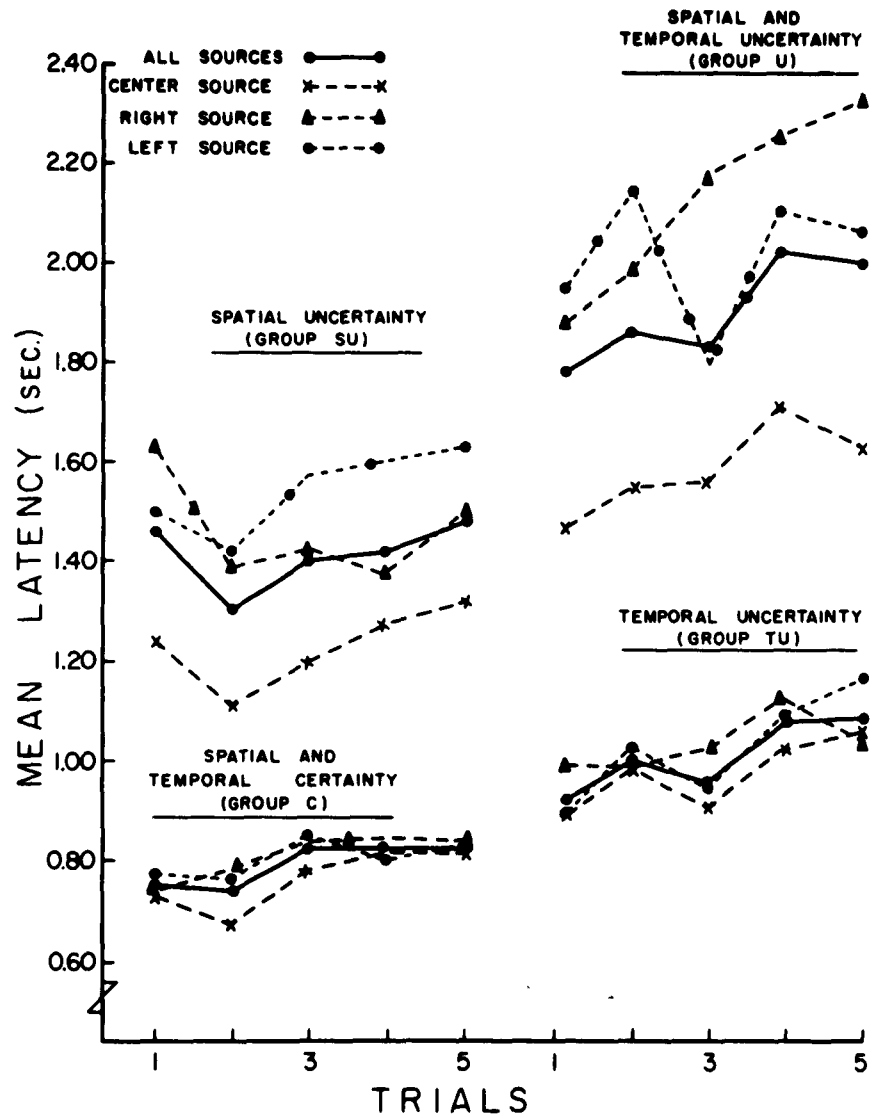 SPATIAL AND
TEMPORAL UNCERTAINTY
(GROUP U)
ALL SOURCES
CENTER SOURCE
RIGHT SOURCE
LEFT SOURCE
2.40
2.20
2.00
1.80
1.60
1.40
1.20
1.00
0.80
0.60
MEAN LATENCY (SEC.)
SPATIAL UNCERTAINTY
(GROUP SU)
TEMPORAL UNCERTAINTY
(GROUP TU)
SPATIAL AND
TEMPORAL CERTAINTY
(GROUP C)
1 3 5 1 3 5
TRIALS